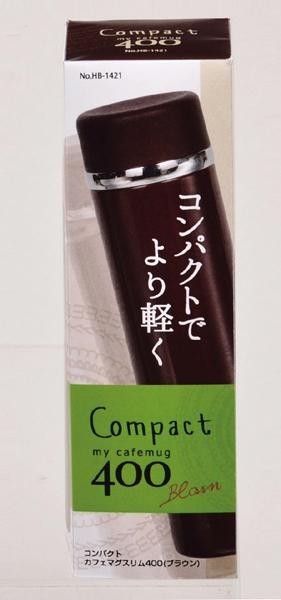 Compact
my cafemug
400
No.HB-1421
No.HB-1421
コンパクトで
より軽く
Compact
my cafemug
400
Blown
コンパクト
カフェマグスリム400(ブラウン)